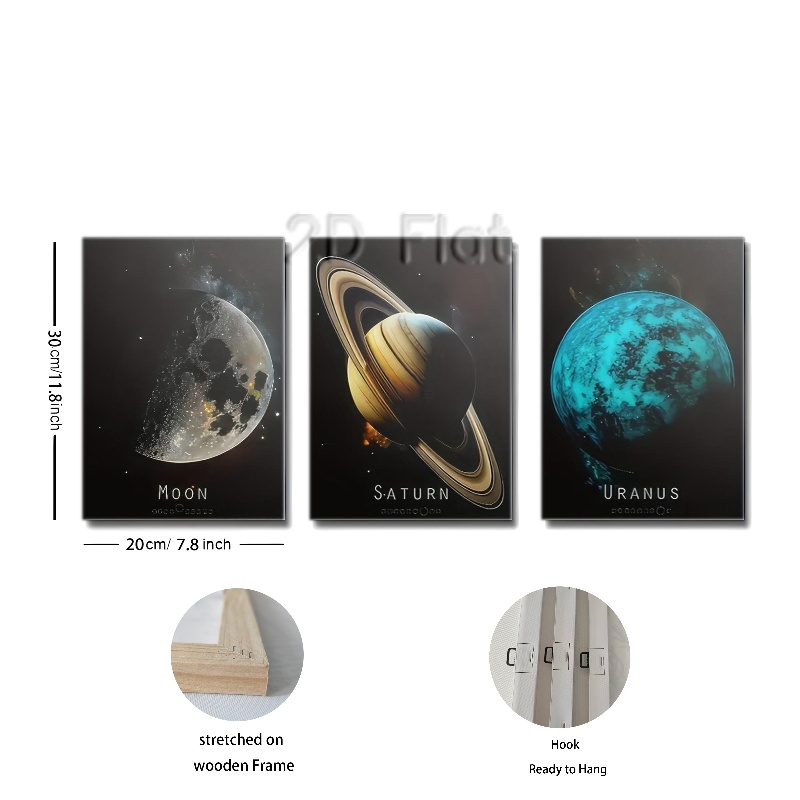 2D Flat
30cm/11.8inch
MOON
SATURN
URANUS
20cm/ 7.8 inch
stretched on
wooden Frame
Hook
Ready to Hang